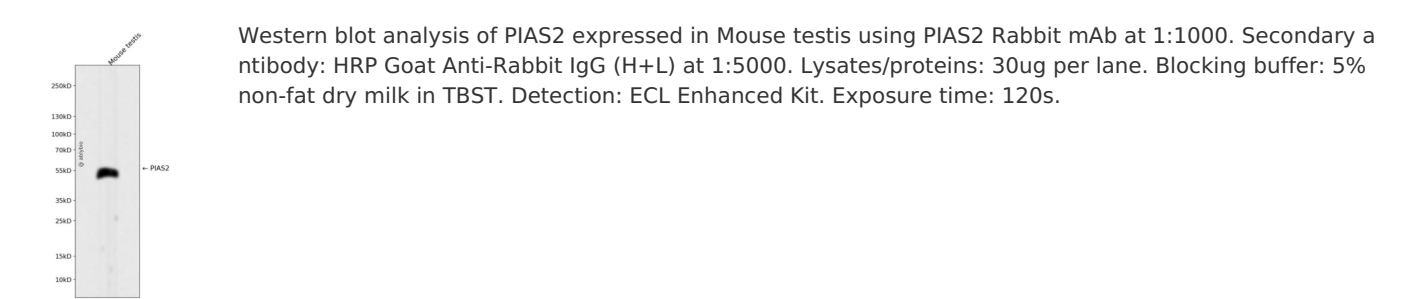 Mouse testis
250kD
130kD
100kD
70kD
55kD
35kD
25kD
15kD
10kD
@ ablybio
← PIAS2
Western blot analysis of PIAS2 expressed in Mouse testis using PIAS2 Rabbit mAb at 1:1000. Secondary a
ntibody: HRP Goat Anti-Rabbit IgG (H+L) at 1:5000. Lysates/proteins: 30ug per lane. Blocking buffer: 5%
non-fat dry milk in TBST. Detection: ECL Enhanced Kit. Exposure time: 120s.